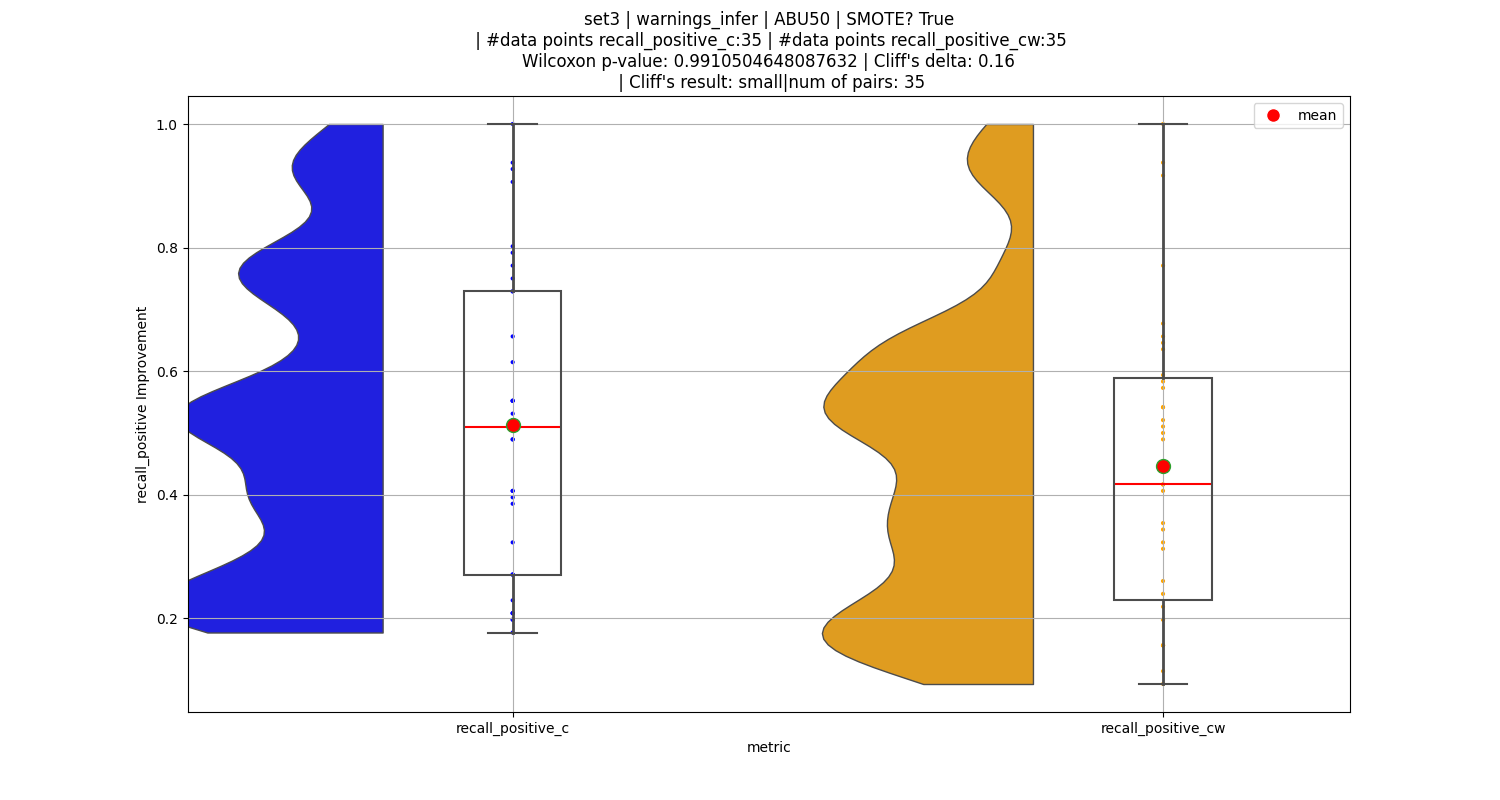 set3 | warnings_infer | ABU50 | SMOTE? True
| #data points recall_positive_c:35 | #data points recall_positive_cw:35
Wilcoxon p-value: 0.9910504648087632 | Cliff's delta: 0.16
| Cliff's result: small|num of pairs: 35
mean
1.0
0.8
0.6
0.4
0.2
recall_positive Improvement
recall_positive_c
recall_positive_cw
metric